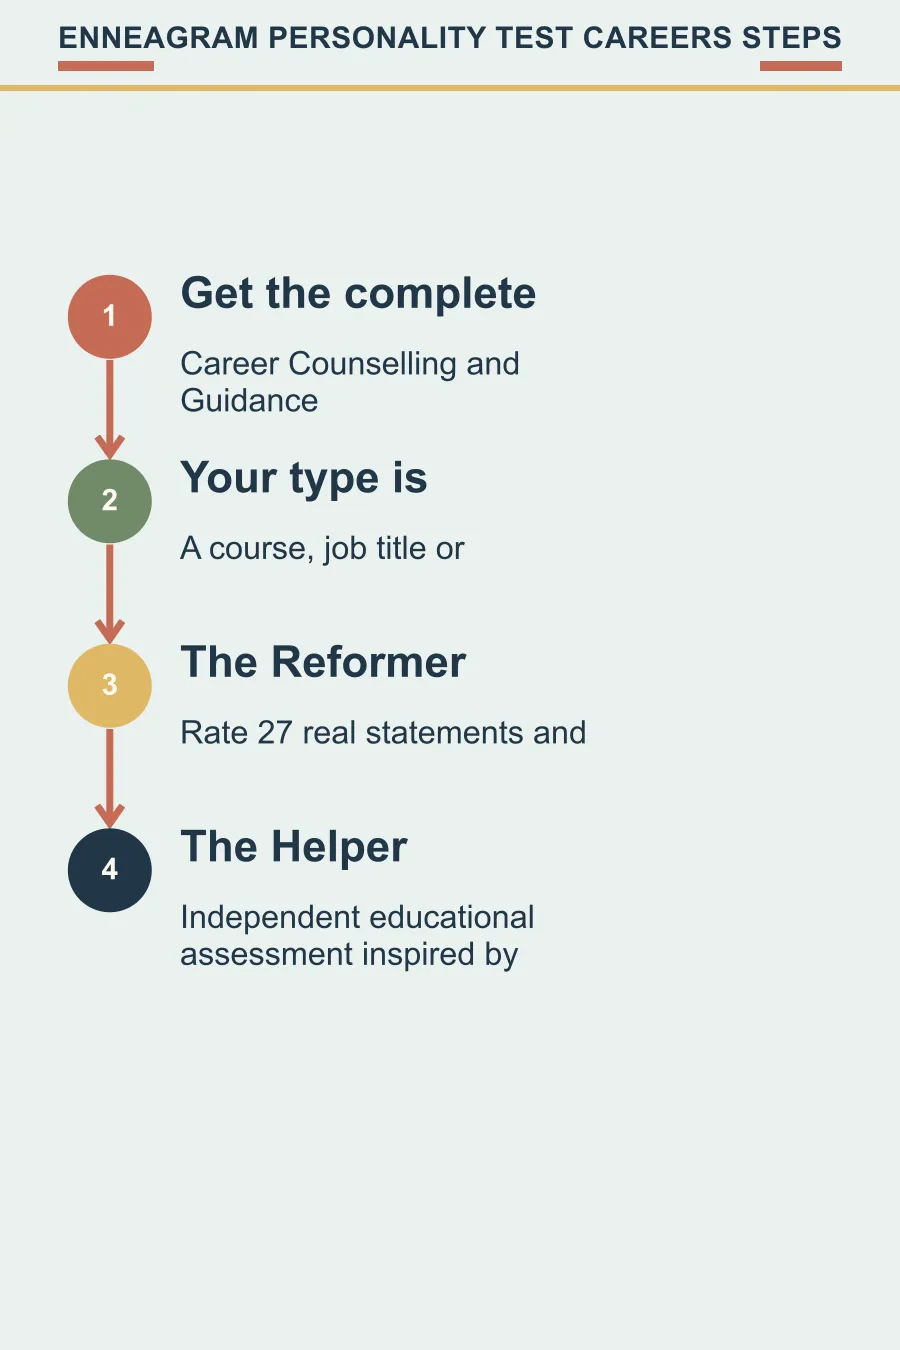 ENNEAGRAM PERSONALITY TEST CAREERS STEPS
1
Get the complete
Career Counselling and
Guidance
2
Your type is
A course, job title or
3
The Reformer
Rate 27 real statements and
4
The Helper
Independent educational
assessment inspired by